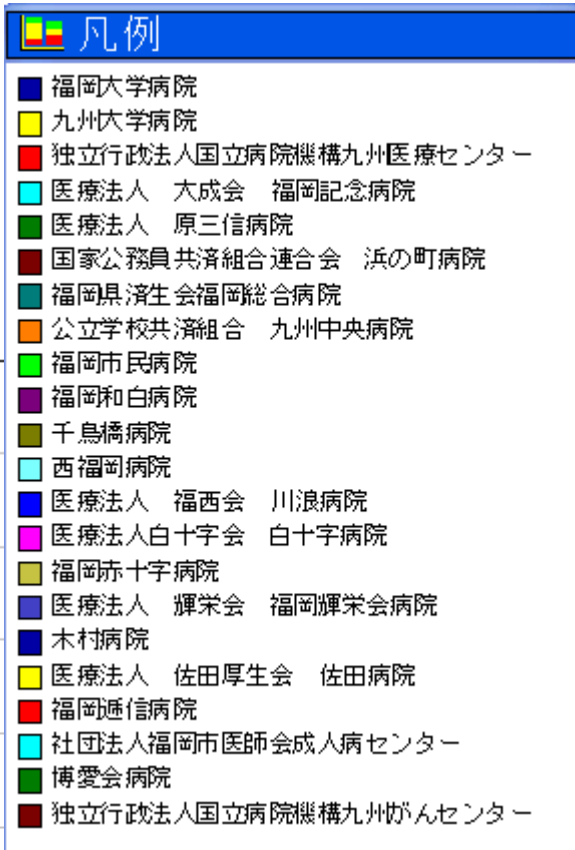 凡例
福岡大学病院
九州大学病院
独立行政法人国立病院機構九州医療センター
医療法人　大成会　福岡記念病院
医療法人　原三信病院
国家公務員共済組合連合会　浜の町病院
福岡県済生会福岡総合病院
公立学校共済組合　九州中央病院
福岡市民病院
福岡和白病院
千鳥橋病院
西福岡病院
医療法人　福西会　川浪病院
医療法人白十字会　白十字病院
福岡赤十字病院
医療法人　輝栄会　福岡輝栄会病院
木村病院
医療法人　佐田厚生会　佐田病院
福岡逓信病院
社団法人福岡市医師会成人病センター
博愛会病院
独立行政法人国立病院機構九州がんセンター